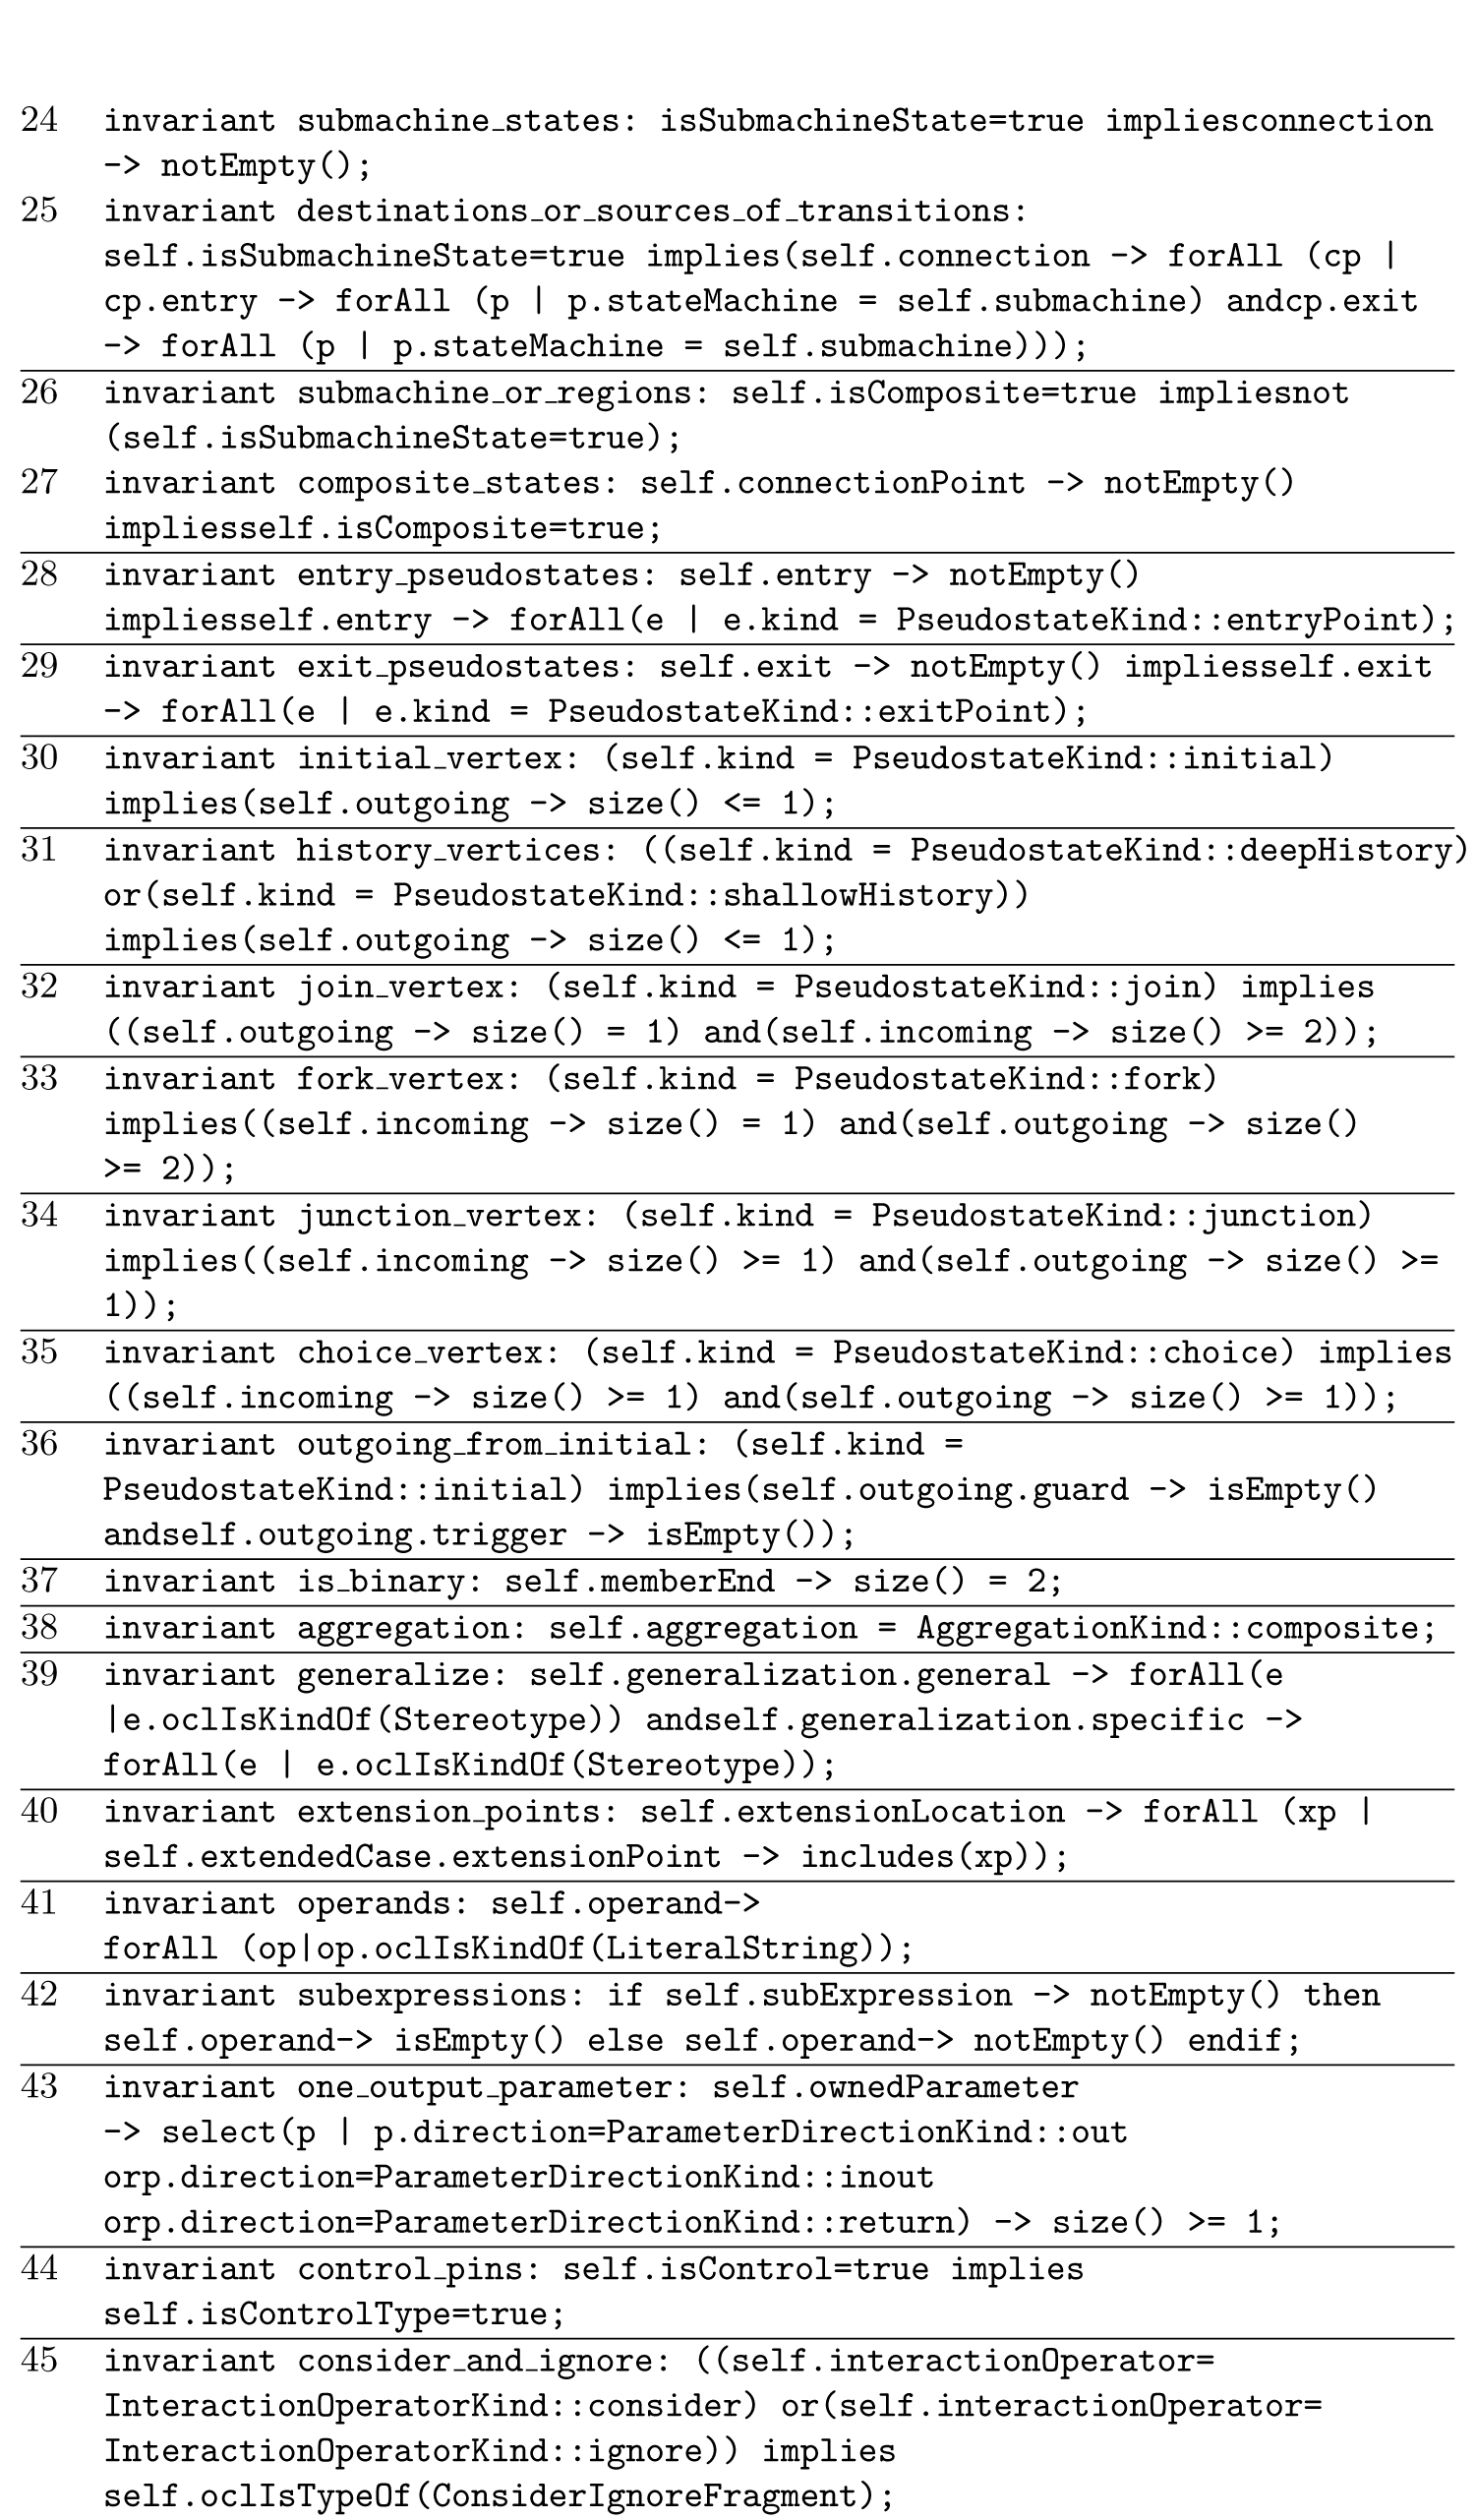 24 invariant submachine_states: isSubmachineState=true impliesconnection
-> notEmpty();
25 invariant destinations_or_sources_of_transitions:
self.isSubmachineState=true implies(self.connection -> forAll (cp |
cp.entry -> forAll (p | p.stateMachine = self.submachine) andcp.exit
-> forAll (p | p.stateMachine = self.submachine)));
26 invariant submachine_or_regions: self.isComposite=true impliesnot
(self.isSubmachineState=true);
27 invariant composite_states: self.connectionPoint -> notEmpty()
impliesself.isComposite=true;
28 invariant entry_pseudostates: self.entry -> notEmpty()
impliesself.entry -> forAll(e | e.kind = PseudostateKind::entryPoint);
29 invariant exit_pseudostates: self.exit -> notEmpty() impliesself.exit
-> forAll(e | e.kind = PseudostateKind::exitPoint);
30 invariant initial_vertex: (self.kind = PseudostateKind::initial)
implies(self.outgoing -> size() <= 1);
31 invariant history_vertices: ((self.kind = PseudostateKind::deepHistory)
or(self.kind = PseudostateKind::shallowHistory))
implies(self.outgoing -> size() <= 1);
32 invariant join_vertex: (self.kind = PseudostateKind::join) implies
((self.outgoing -> size() = 1) and(self.incoming -> size() >= 2));
33 invariant fork_vertex: (self.kind = PseudostateKind::fork)
implies((self.incoming -> size() = 1) and(self.outgoing -> size()
>= 2));
34 invariant junction_vertex: (self.kind = PseudostateKind::junction)
implies((self.incoming -> size() >= 1) and(self.outgoing -> size() >=
1));
35 invariant choice_vertex: (self.kind = PseudostateKind::choice) implies
((self.incoming -> size() >= 1) and(self.outgoing -> size() >= 1));
36 invariant outgoing_from_initial: (self.kind =
PseudostateKind::initial) implies(self.outgoing.guard -> isEmpty()
andself.outgoing.trigger -> isEmpty());
37 invariant is_binary: self.memberEnd -> size() = 2;
38 invariant aggregation: self.aggregation = AggregationKind::composite;
39 invariant generalize: self.generalization.general -> forAll(e
|e.oclIsKindOf(Stereotype)) andself.generalization.specific ->
forAll(e | e.oclIsKindOf(Stereotype));
40 invariant extension_points: self.extensionLocation -> forAll (xp |
self.extendedCase.extensionPoint -> includes(xp));
41 invariant operands: self.operand->
forAll (op|op.oclIsKindOf(LiteralString));
42 invariant subexpressions: if self.subExpression -> notEmpty() then
self.operand-> isEmpty() else self.operand-> notEmpty() endif;
43 invariant one_output_parameter: self.ownedParameter
-> select(p | p.direction=ParameterDirectionKind::out
orp.direction=ParameterDirectionKind::inout
orp.direction=ParameterDirectionKind::return) -> size() >= 1;
44 invariant control_pins: self.isControl=true implies
self.isControlType=true;
45 invariant consider_and_ignore: ((self.interactionOperator=
InteractionOperatorKind::consider) or(self.interactionOperator=
InteractionOperatorKind::ignore)) implies
self.oclIsTypeOf(ConsiderIgnoreFragment);